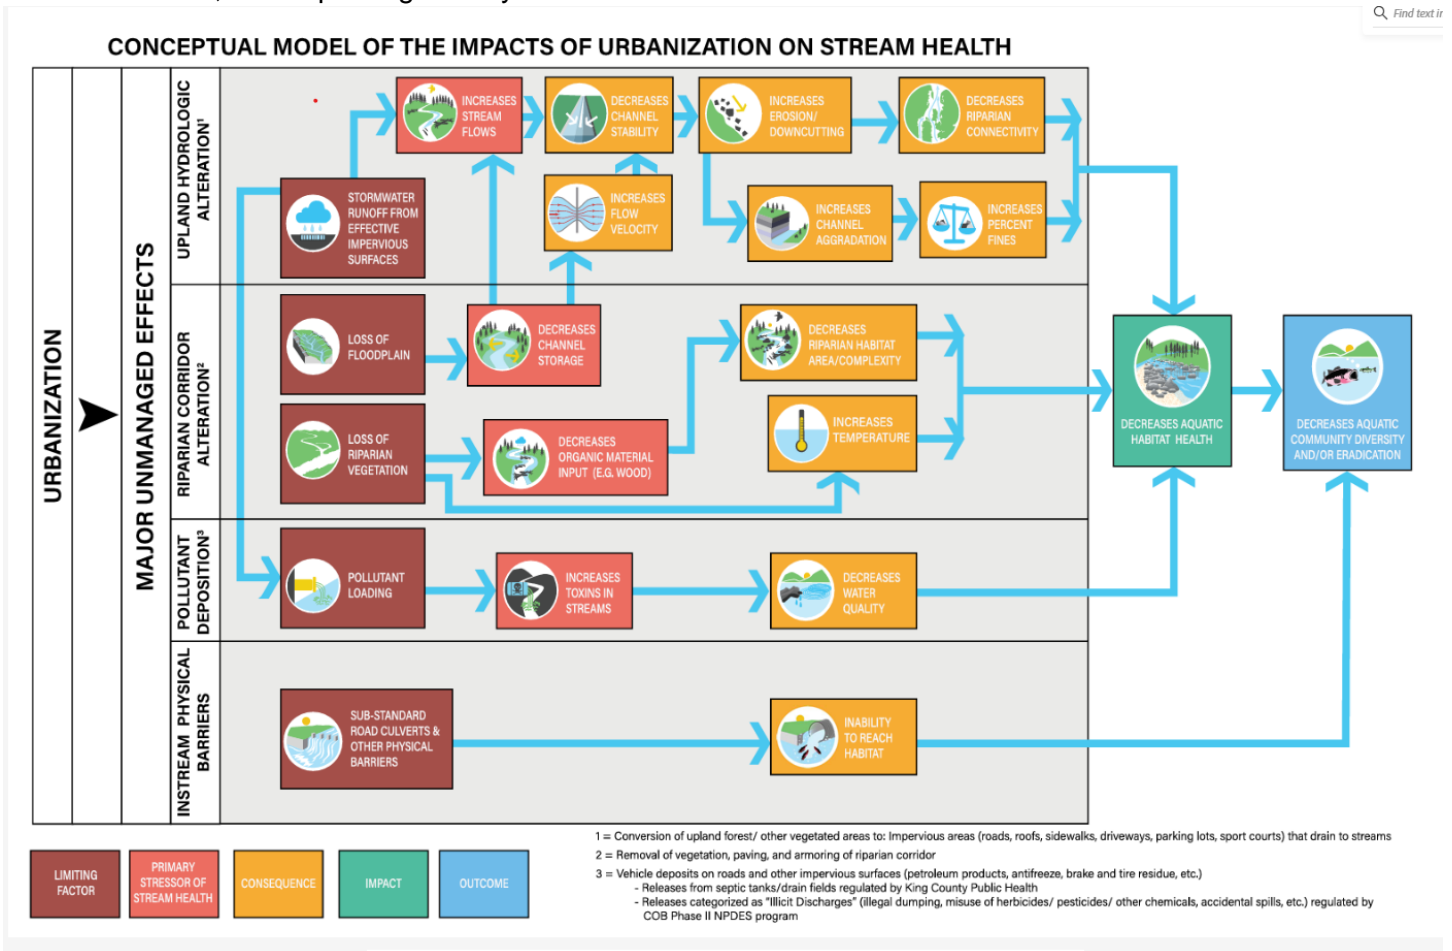 Find text in
CONCEPTUAL MODEL OF THE IMPACTS OF URBANIZATION ON STREAM HEALTH
URBANIZATION
MAJOR UNMANAGED EFFECTS
UPLAND HYDROLOGIC
ALTERATION¹
STORMWATER
RUNOFF FROM
EFFECTIVE
IMPERVIOUS
SURFACES
INCREASES
STREAM
FLOWS
DECREASES
CHANNEL
STABILITY
INCREASES
EROSION/
DOWNCUTTING
DECREASES
RIPARIAN
CONNECTIVITY
INCREASES
FLOW
VELOCITY
INCREASES
CHANNEL
AGGRADATION
INCREASES
PERCENT
FINES
RIPARIAN CORRIDOR
ALTERATION²
LOSS OF
FLOODPLAIN
DECREASES
CHANNEL
STORAGE
DECREASES
RIPARIAN HABITAT
AREA/COMPLEXITY
LOSS OF
RIPARIAN
VEGETATION
DECREASES
ORGANIC MATERIAL
INPUT (E.G. WOOD)
INCREASES
TEMPERATURE
DECREASES AQUATIC
HABITAT HEALTH
DECREASES AQUATIC
COMMUNITY DIVERSITY
AND/OR ERADICATION
POLLUTANT
DEPOSITION³
POLLUTANT
LOADING
INCREASES
TOXINS IN
STREAMS
DECREASES
WATER
QUALITY
INSTREAM PHYSICAL
BARRIERS
SUB-STANDARD
ROAD CULVERTS &
OTHER PHYSICAL
BARRIERS
INABILITY
TO REACH
HABITAT
LIMITING
FACTOR
PRIMARY
STRESSOR OF
STREAM HEALTH
CONSEQUENCE
IMPACT
OUTCOME
1 = Conversion of upland forest/ other vegetated areas to: Impervious areas (roads, roofs, sidewalks, driveways, parking lots, sport courts) that drain to streams
2 = Removal of vegetation, paving, and armoring of riparian corridor
3 = Vehicle deposits on roads and other impervious surfaces (petroleum products, antifreeze, brake and tire residue, etc.)
- Releases from septic tanks/drain fields regulated by King County Public Health
- Releases categorized as "Illicit Discharges" (illegal dumping, misuse of herbicides/ pesticides/ other chemicals, accidental spills, etc.) regulated by
COB Phase II NPDES program